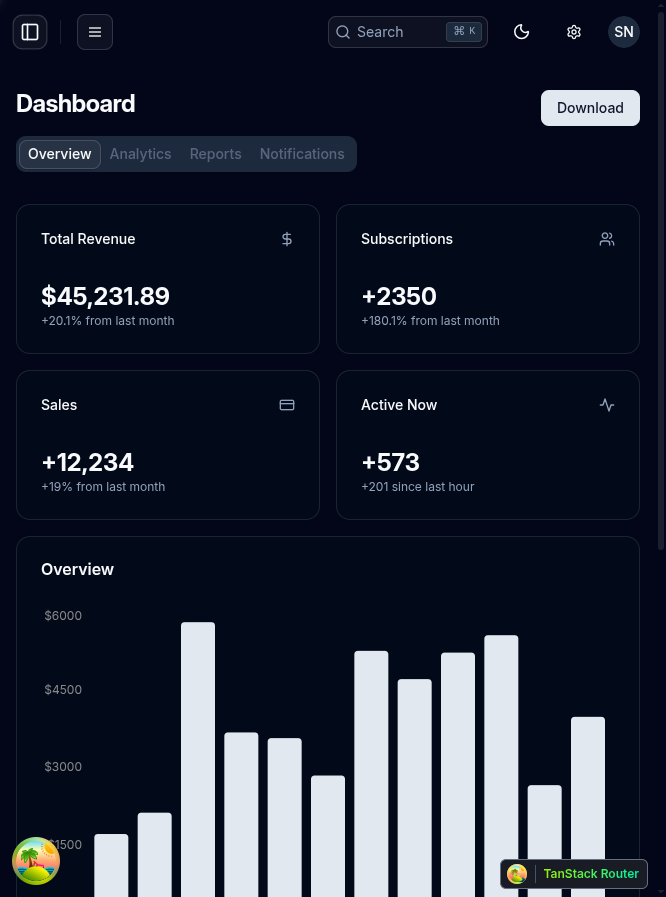 Search ⌘ K SN
Dashboard
Download
Overview Analytics Reports Notifications
Total Revenue
$45,231.89
+20.1% from last month
Subscriptions
+2350
+180.1% from last month
Sales
+12,234
+19% from last month
Active Now
+573
+201 since last hour
Overview
$6000
$4500
$3000
$1500
TanStack Router